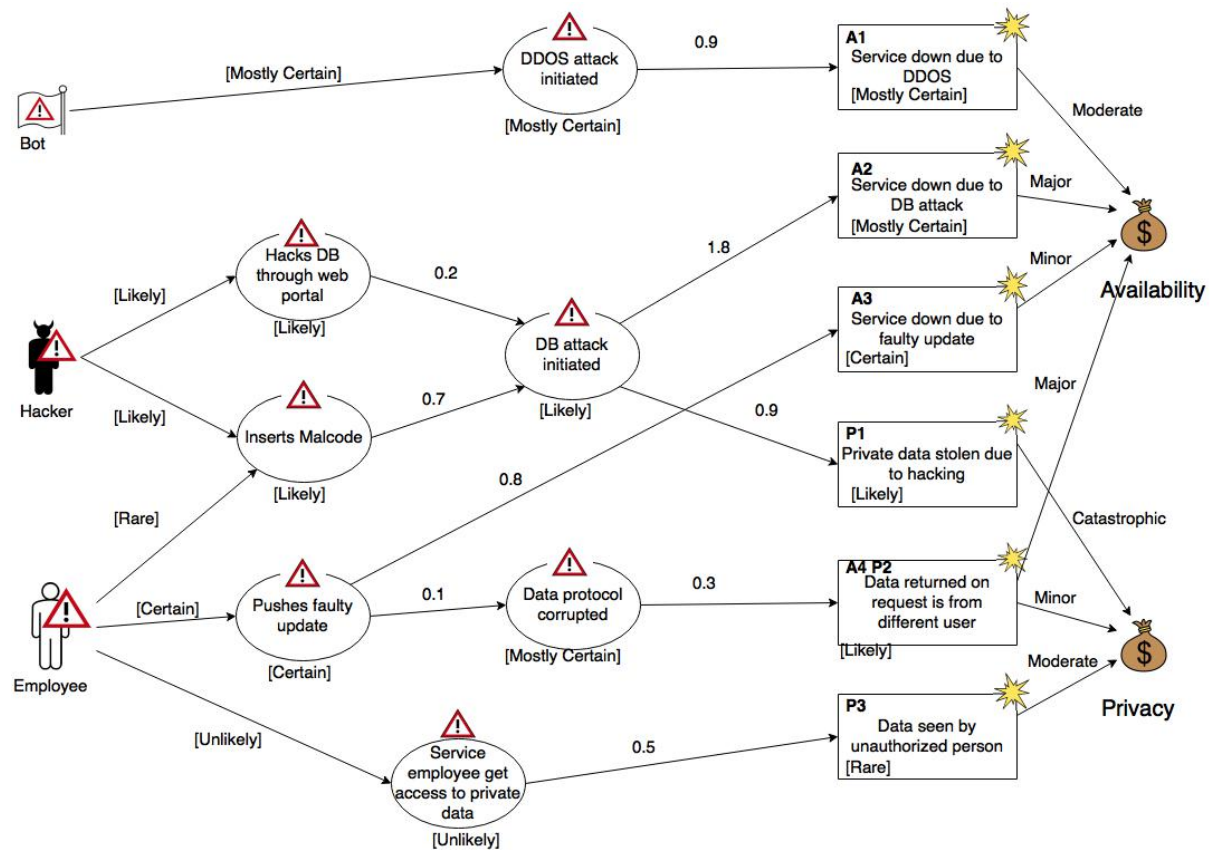 DDOS attack
initiated
[Mostly Certain]
[Mostly Certain]
0.9
A1
Service down due to
DDOS
[Mostly Certain]
Moderate
Bot
A2
Service down due to
DB attack
[Mostly Certain]
Major
Hacks DB
through web
portal
[Likely]
[Likely]
0.2
1.8
Minor
$
Availability
A3
Service down due to
faulty update
[Certain]
DB attack
initiated
[Likely]
Hacker
[Likely]
Inserts Malcode
[Likely]
0.7
0.9
Major
P1
Private data stolen due
to hacking
[Likely]
0.8
[Rare]
Catastrophic
Employee
[Certain]
Pushes faulty
update
[Certain]
0.1
Data protocol
corrupted
[Mostly Certain]
0.3
A4 P2
Data returned on
request is from
different user
[Likely]
Minor
Moderate
$
Privacy
[Unlikely]
Service
employee get
access to private
data
[Unlikely]
0.5
P3
Data seen by
unauthorized person
[Rare]